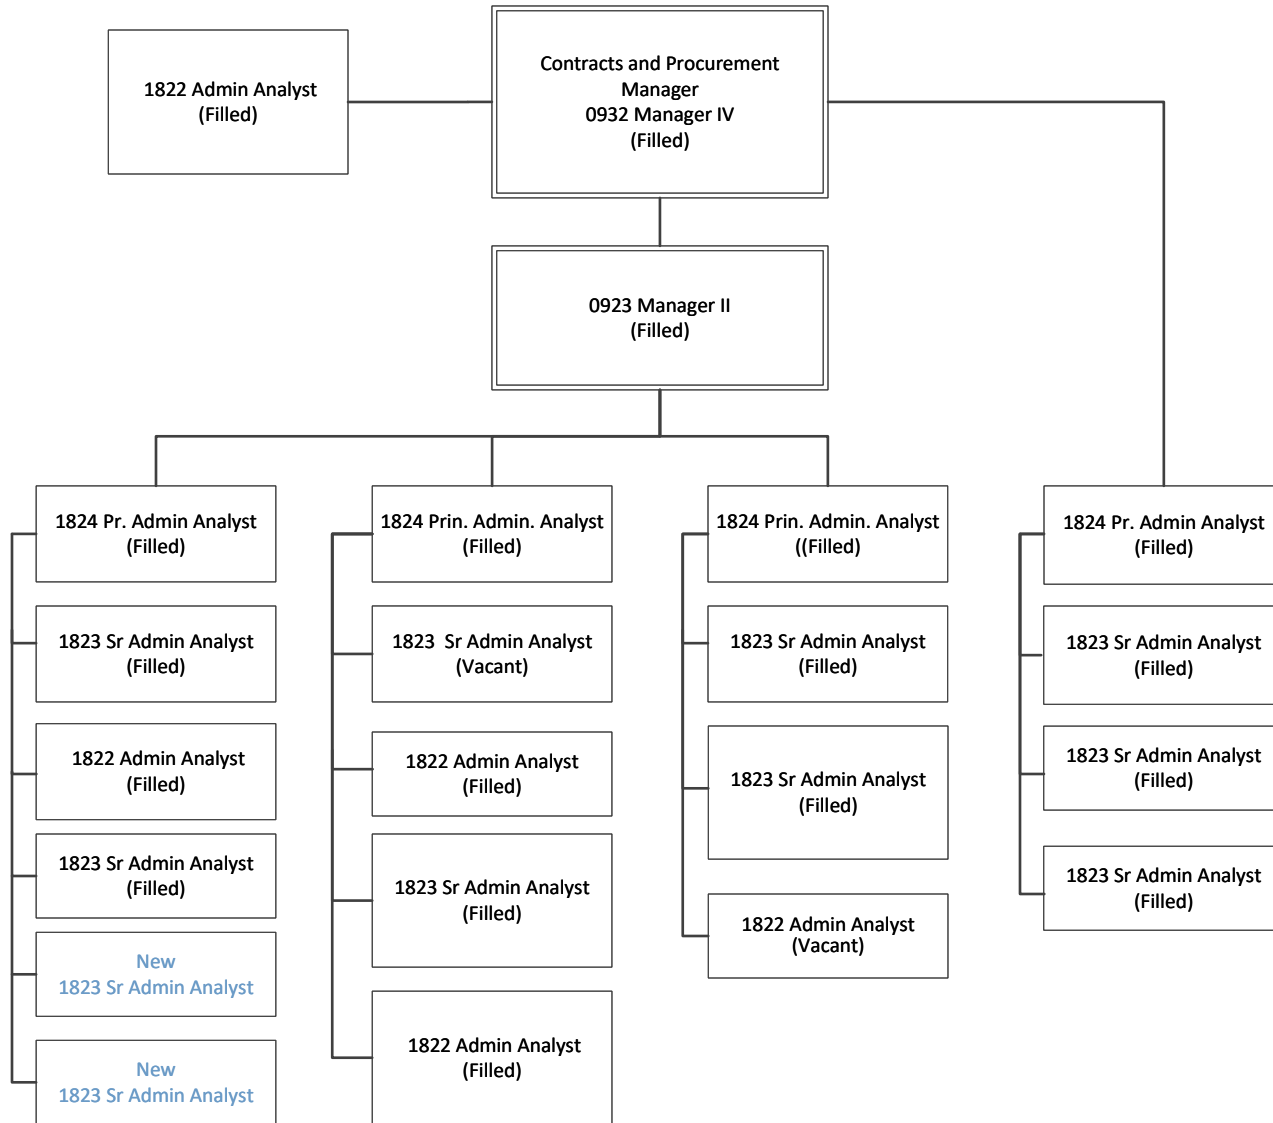 1822 Admin Analyst
(Filled)
Contracts and Procurement
Manager
0932 Manager IV
(Filled)
0923 Manager II
(Filled)
1824 Pr. Admin Analyst
(Filled)
1823 Sr Admin Analyst
(Filled)
1822 Admin Analyst
(Filled)
1823 Sr Admin Analyst
(Filled)
New
1823 Sr Admin Analyst
New
1823 Sr Admin Analyst
1824 Prin. Admin. Analyst
(Filled)
1823  Sr Admin Analyst
(Vacant)
1822 Admin Analyst
(Filled)
1823 Sr Admin Analyst
(Filled)
1822 Admin Analyst
(Filled)
1824 Prin. Admin. Analyst
((Filled)
1823 Sr Admin Analyst
(Filled)
1823 Sr Admin Analyst
(Filled)
1822 Admin Analyst
(Vacant)
1824 Pr. Admin Analyst
(Filled)
1823 Sr Admin Analyst
(Filled)
1823 Sr Admin Analyst
(Filled)
1823 Sr Admin Analyst
(Filled)